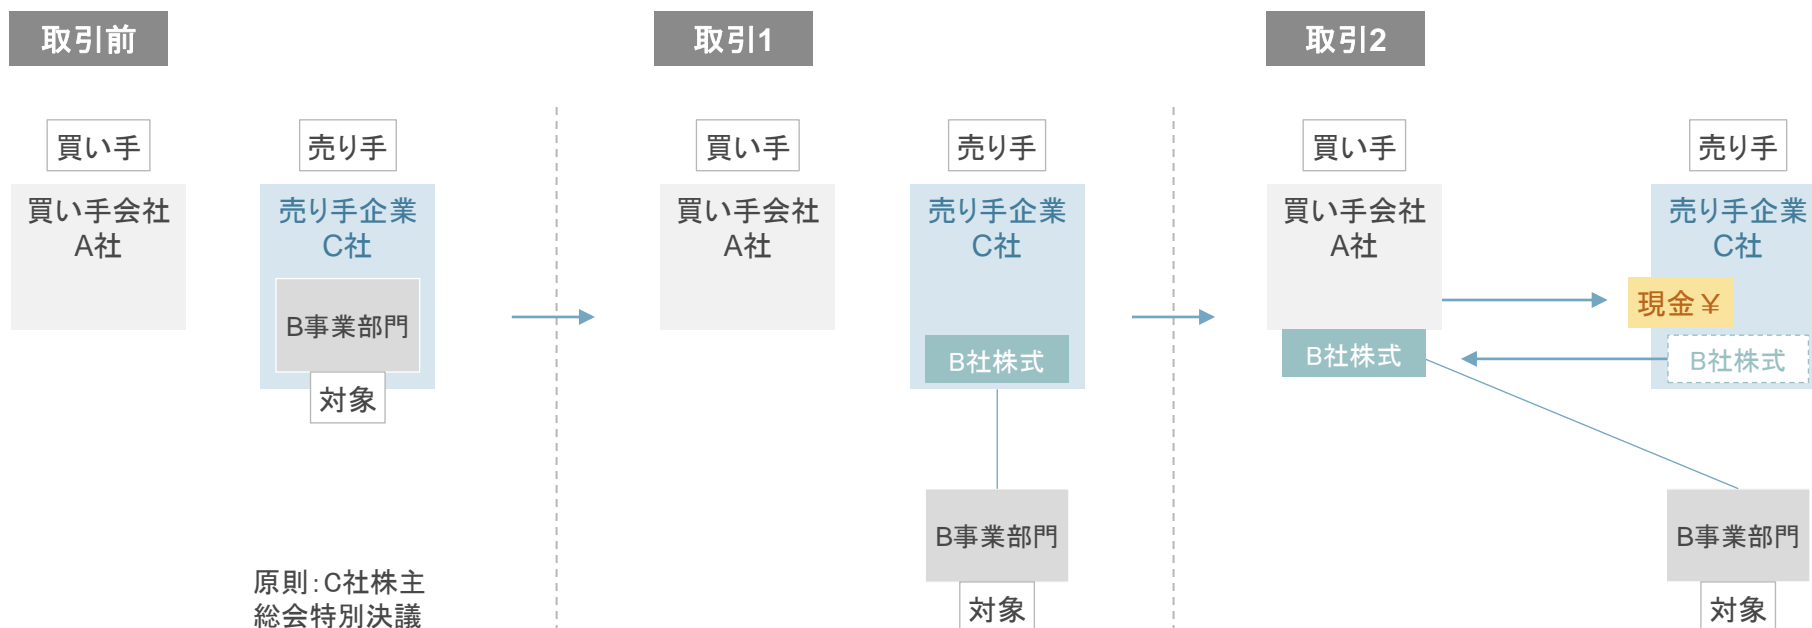 取引前
買い手
売り手
買い手会社
A社
売り手企業
C社
B事業部門
対象
原則：C社株主
総会特別決議
取引1
買い手
売り手
買い手会社
A社
売り手企業
C社
B社株式
B事業部門
対象
取引2
買い手
売り手
買い手会社
A社
売り手企業
C社
現金￥
B社株式
B社株式
B事業部門
対象